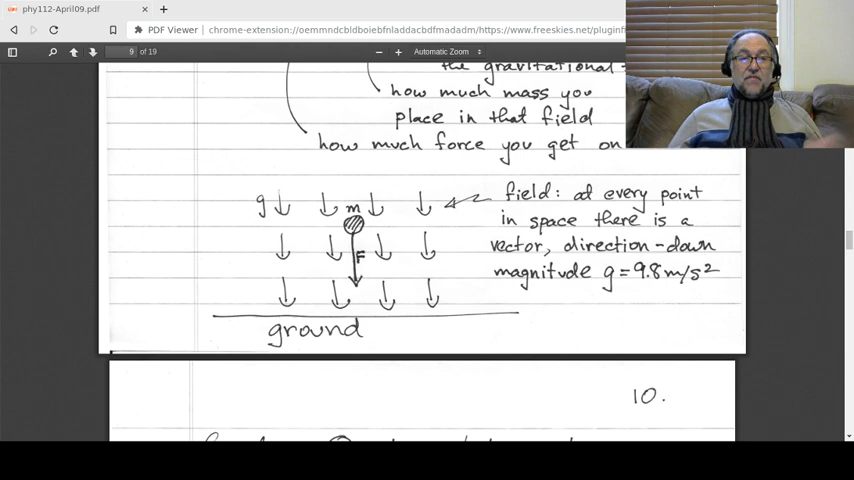 phy112-April09.pdf
PDF Viewer
chrome-extension://oemmndcbldboiebfnladdacbdfmadadm/https://www.freeskies.net/pluginfi
9 of 19
Automatic Zoom
the gravitational
how much mass you
place in that field
how much force you get on
g
m
F
field: at every point
in space there is a
vector, direction-down
magnitude g=9.8m/s²
ground
10.